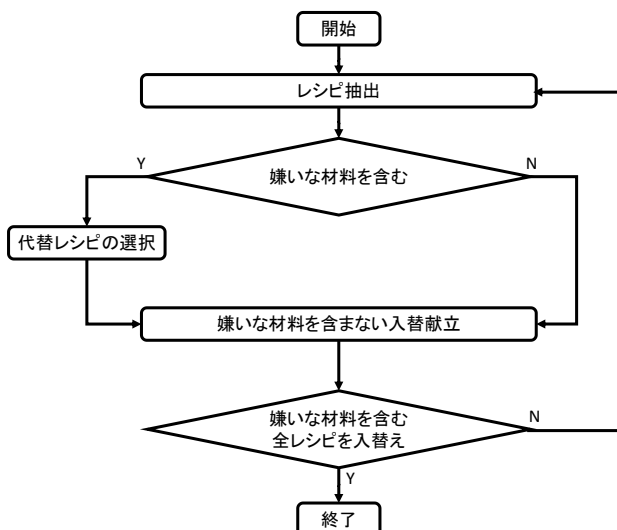 開始
レシピ抽出
嫌いな材料を含む
Y
N
代替レシピの選択
嫌いな材料を含まない入替献立
嫌いな材料を含む
全レシピを入替え
N
Y
終了